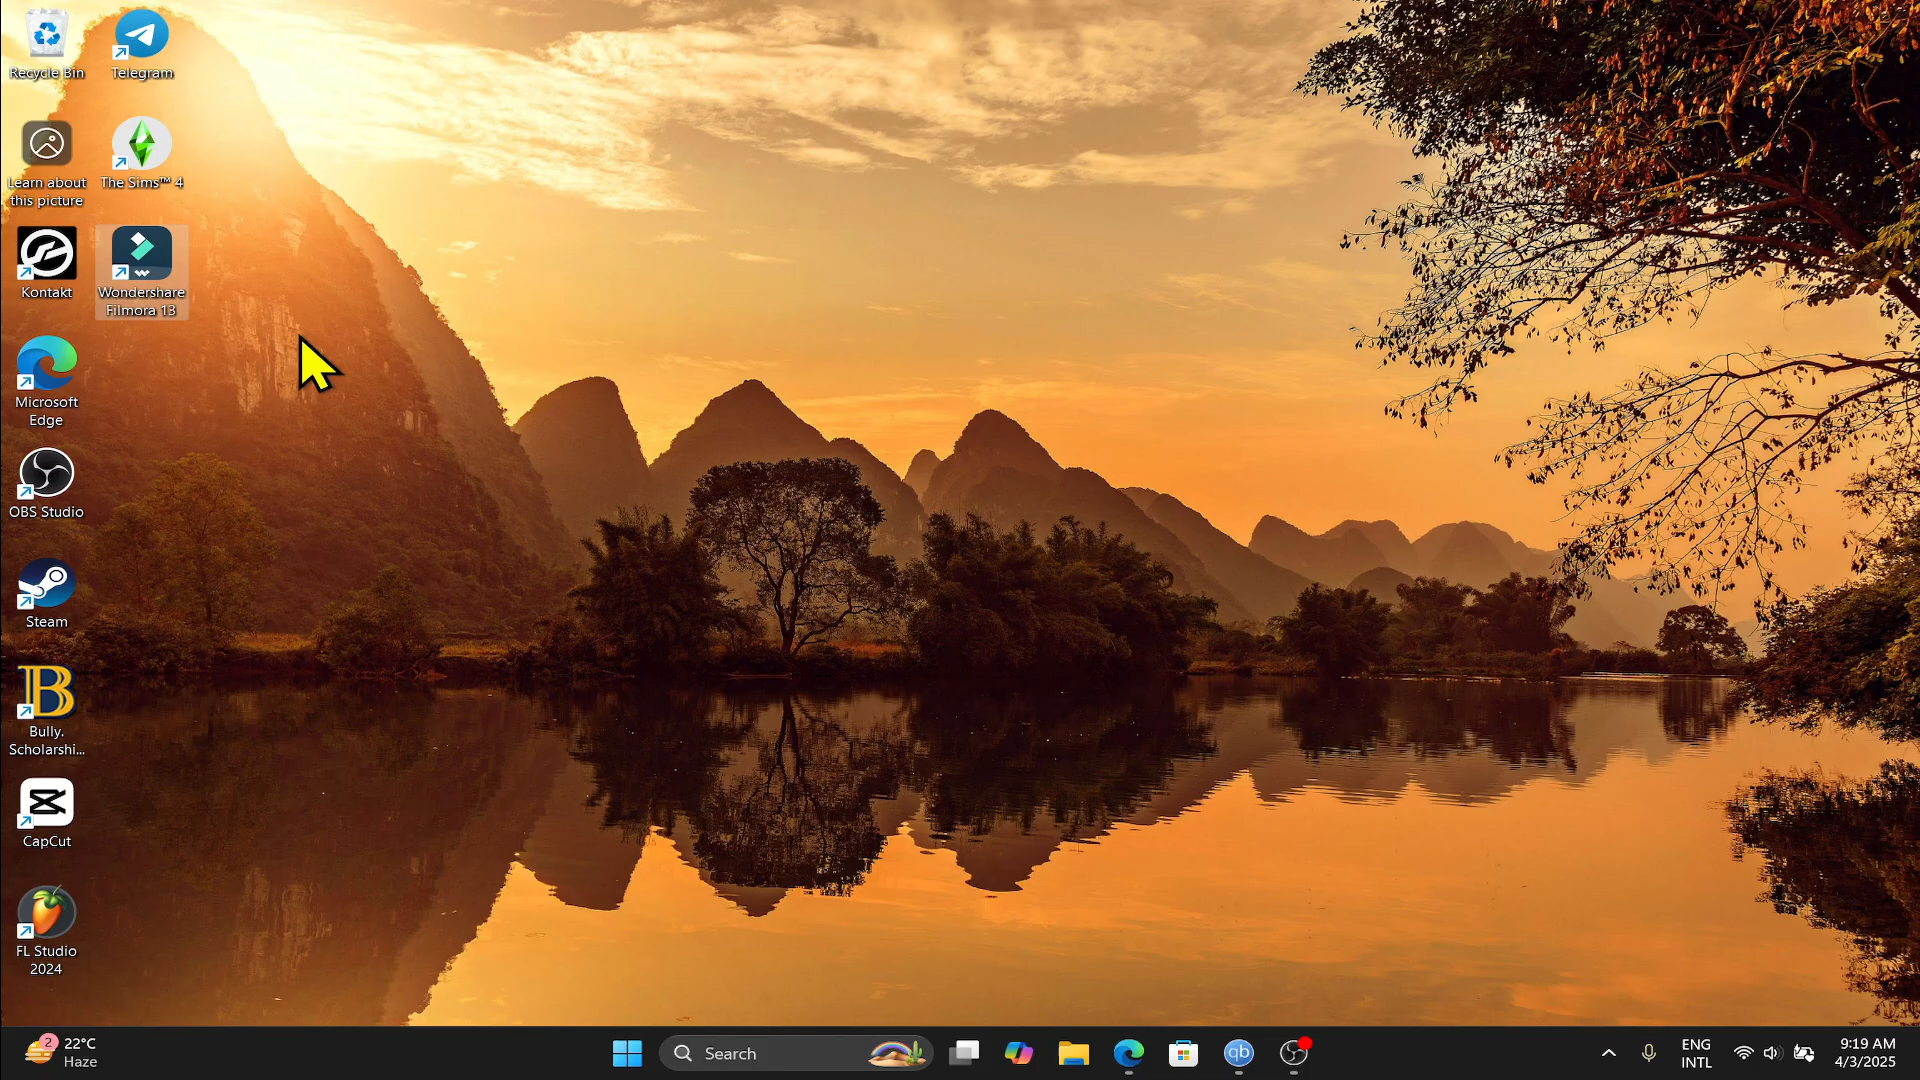 Recycle Bin
Telegram
Learn about
this picture
The Sims™ 4
Kontakt
Wondershare
Filmora 13
Microsoft
Edge
OBS Studio
Steam
B
Bully.
Scholarshi...
CapCut
FL Studio
2024
2
22°C
Haze
Search
qb
ENG
INTL
9:19 AM
4/3/2025